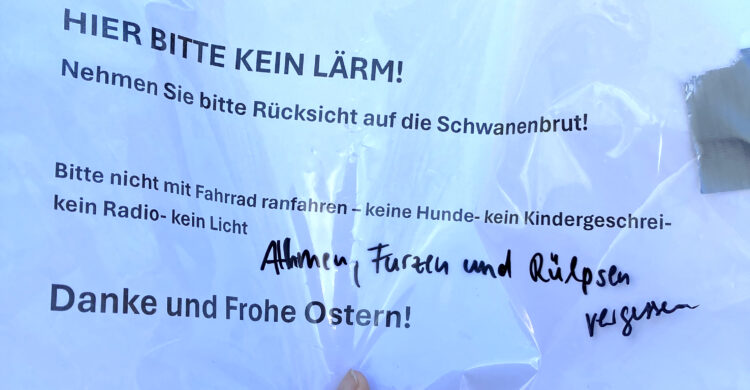 HIER BITTE KEIN LÄRM!
Nehmen Sie bitte Rücksicht auf die Schwanenbrut!
Bitte nicht mit Fahrrad ranfahren – keine Hunde- kein Kindergeschrei-
kein Radio- kein Licht
Athmen, Furzen und Rülpsen
vergessen
Danke und Frohe Ostern!